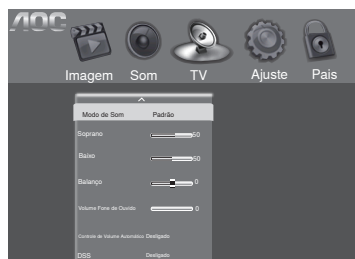 AOC
Imagem Som TV Ajuste Pais
Modo de Som Padrão
Soprano 50
Baixo 50
Balanço 0
Volume Fone de Ouvido 0
Controle de Volume Automático Desligado
DSS Desligado